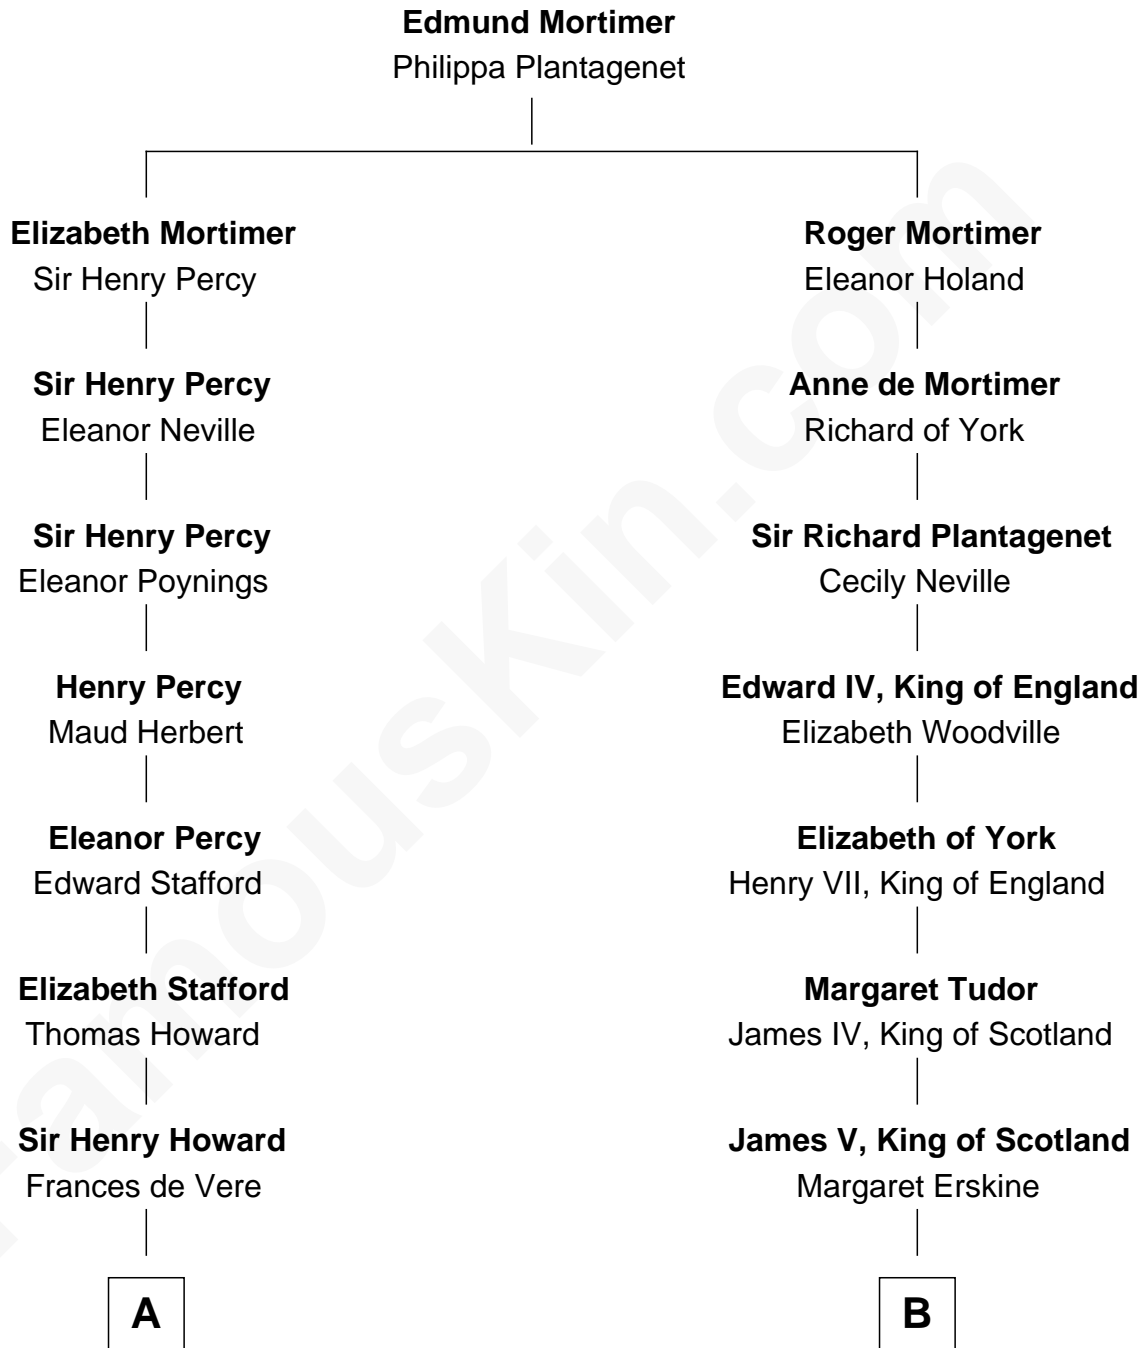 Edmund Mortimer
Philippa Plantagenet
Elizabeth Mortimer
Sir Henry Percy
Roger Mortimer
Eleanor Holand
Sir Henry Percy
Eleanor Neville
Anne de Mortimer
Richard of York
Sir Henry Percy
Eleanor Poynings
Sir Richard Plantagenet
Cecily Neville
Henry Percy
Maud Herbert
Edward IV, King of England
Elizabeth Woodville
Eleanor Percy
Edward Stafford
Elizabeth of York
Henry VII, King of England
Elizabeth Stafford
Thomas Howard
Margaret Tudor
James IV, King of Scotland
Sir Henry Howard
Frances de Vere
James V, King of Scotland
Margaret Erskine
A
B
FamousKin.com